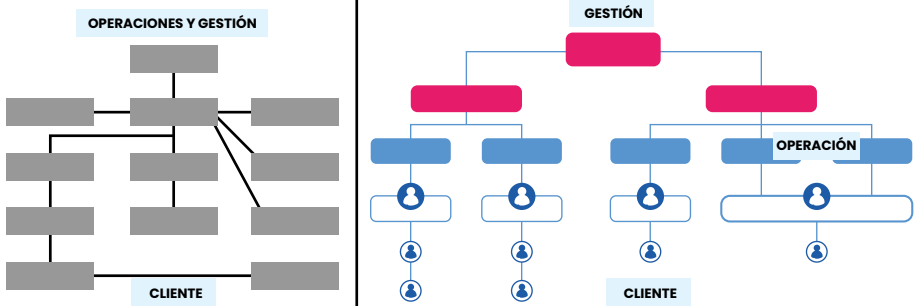 OPERACIONES Y GESTIÓN
CLIENTE
GESTIÓN
OPERACIÓN
CLIENTE